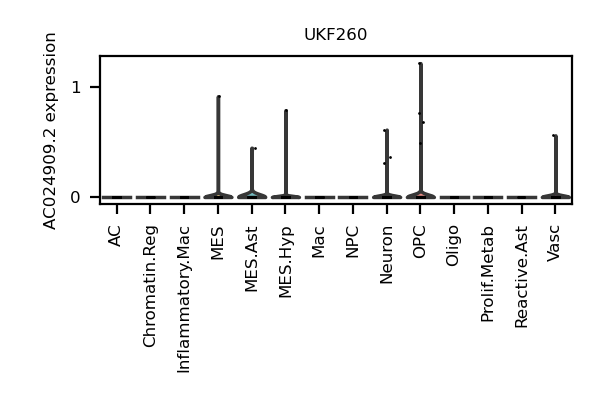 UKF260
AC024909.2 expression
1
0
AC
Chromatin.Reg
Inflammatory.Mac
MES
MES.Ast
MES.Hyp
Mac
NPC
Neuron
OPC
Oligo
Prolif.Metab
Reactive.Ast
Vasc